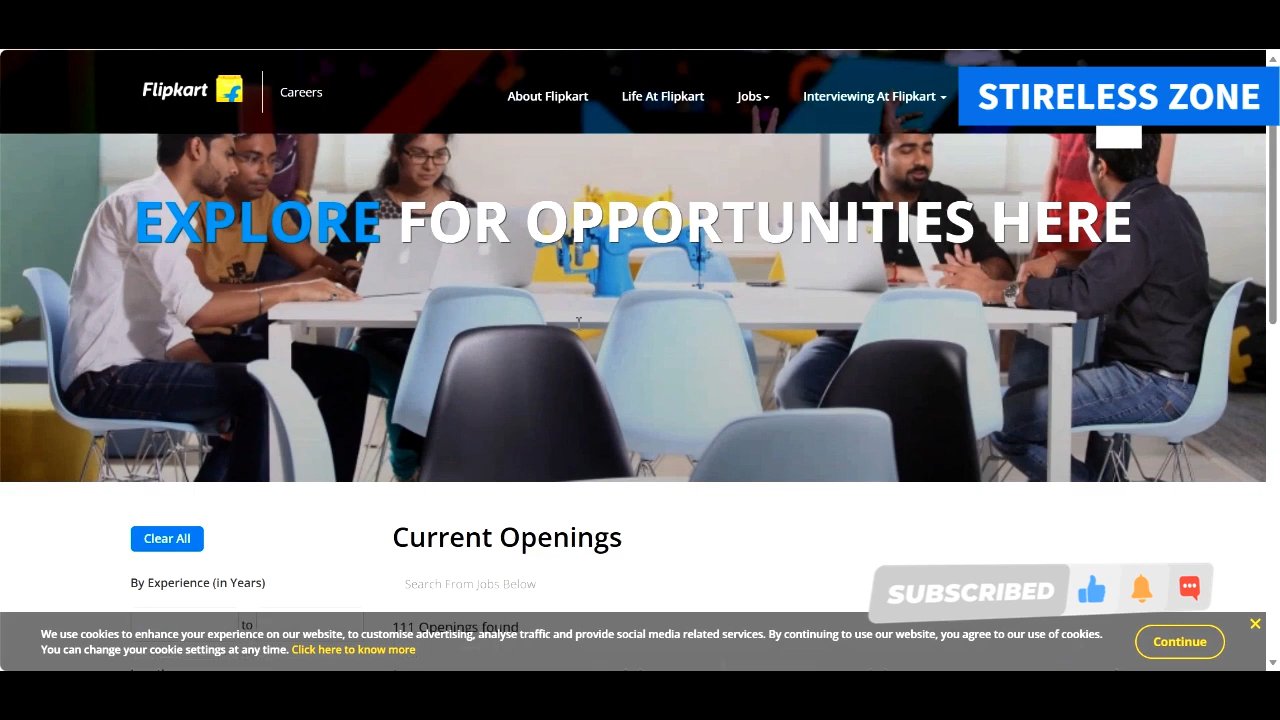 Flipkart
Careers
About Flipkart
Life At Flipkart
Jobs
Interviewing At Flipkart
STIRELESS ZONE
EXPLORE FOR OPPORTUNITIES HERE
Clear All
Current Openings
By Experience (in Years)
Search From Jobs Below
SUBSCRIBED
to
111 Openings found
We use cookies to enhance your experience on our website, to customise advertising, analyse traffic and provide social media related services. By continuing to use our website, you agree to our use of cookies.
You can change your cookie settings at any time. Click here to know more
Continue